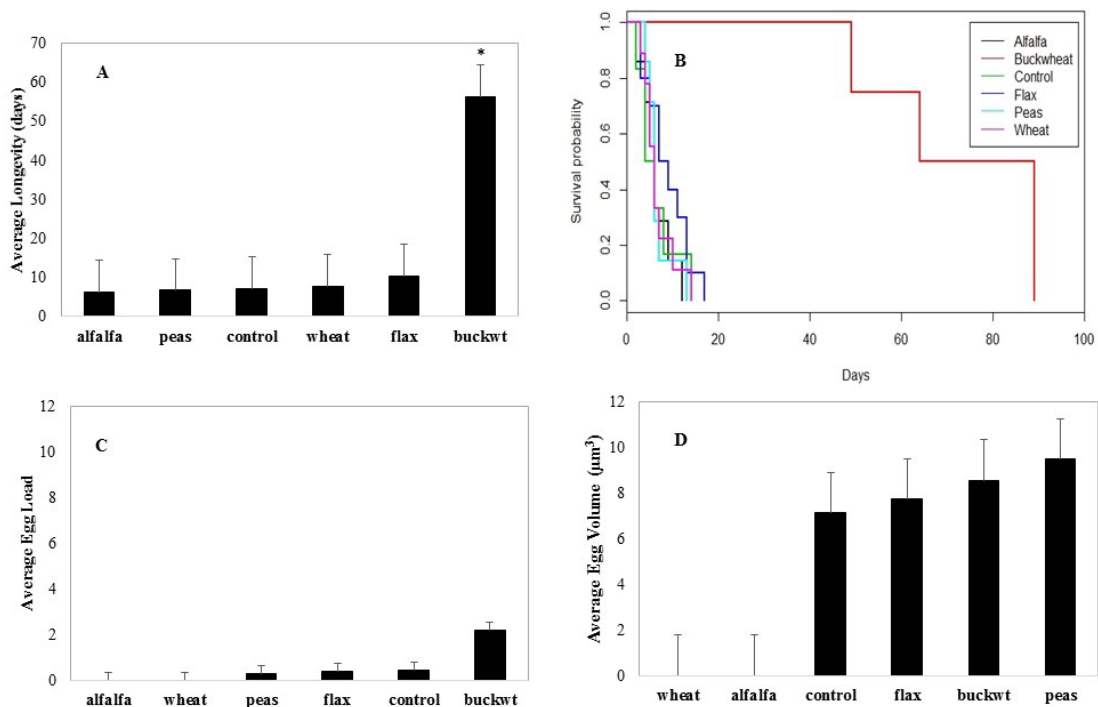 A
Average Longevity (days)
70
60
50
40
30
20
10
0
*
alfalfa peas control wheat flax buckwt
B
Survival probability
1.0
0.8
0.6
0.4
0.2
0.0
Alfalfa
Buckwheat
Control
Flax
Peas
Wheat
0 20 40 60 80 100
Days
C
Average Egg Load
12
10
8
6
4
2
0
alfalfa wheat peas flax control buckwt
D
Average Egg Volume (µm³)
12
10
8
6
4
2
0
wheat alfalfa control flax buckwt peas